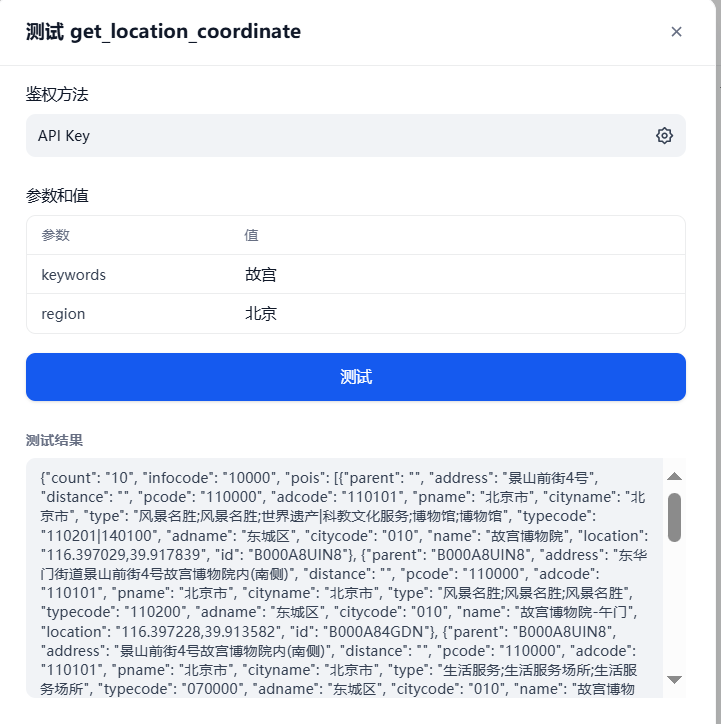 测试 get_location_coordinate
鉴权方法
API Key
参数和值
参数 值
keywords 故宫
region 北京
测试
测试结果
{"count": "10", "infocode": "10000", "pois": [{"parent": "", "address": "景山前街4号",
"distance": "", "pcode": "110000", "adcode": "110101", "pname": "北京市", "cityname": "北
京市", "type": "风景名胜;风景名胜;世界遗产|科教文化服务;博物馆;博物馆", "typecode":
"110201|140100", "adname": "东城区", "citycode": "010", "name": "故宫博物院", "location":
"116.397029,39.917839", "id": "B000A8UIN8"}, {"parent": "B000A8UIN8", "address": "东华
门街道景山前街4号故宫博物院内(南侧)", "distance": "", "pcode": "110000", "adcode":
"110101", "pname": "北京市", "cityname": "北京市", "type": "风景名胜;风景名胜;风景名胜",
"typecode": "110200", "adname": "东城区", "citycode": "010", "name": "故宫博物院-午门",
"location": "116.397228,39.913582", "id": "B000A84GDN"}, {"parent": "B000A8UIN8",
"address": "景山前街4号故宫博物院内(南侧)", "distance": "", "pcode": "110000", "adcode":
"110101", "pname": "北京市", "cityname": "北京市", "type": "生活服务;生活服务场所;生活服
务场所", "typecode": "070000", "adname": "东城区", "citycode": "010", "name": "故宫博物